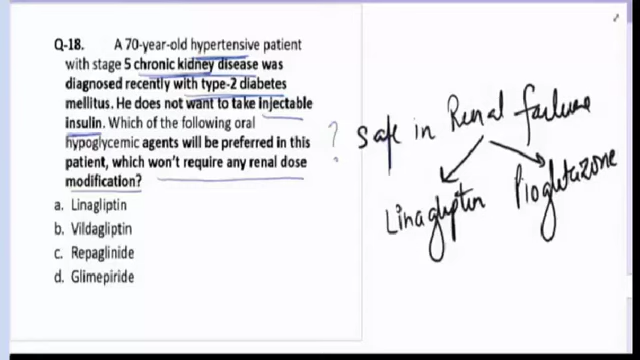 Q-18. A 70-year-old hypertensive patient
with stage 5 chronic kidney disease was
diagnosed recently with type-2 diabetes
mellitus. He does not want to take injectable
insulin. Which of the following oral
hypoglycemic agents will be preferred in this
patient, which won't require any renal dose
modification?
a. Linagliptin
b. Vildagliptin
c. Repaglinide
d. Glimepiride
? Safe in Renal failure
Linagliptin
Pioglitazone